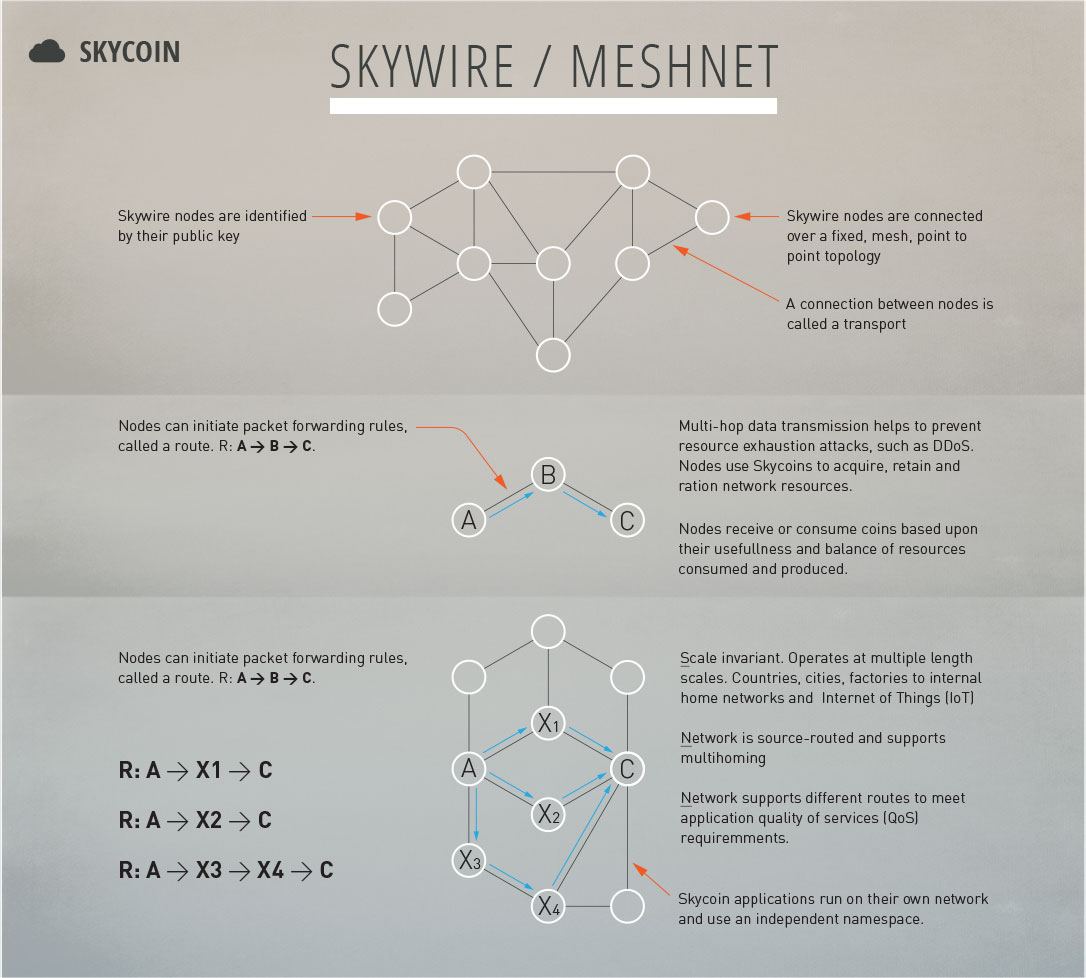 SKYCOIN
SKYWIRE / MESHNET
Skywire nodes are identified
by their public key
Skywire nodes are connected
over a fixed, mesh, point to
point topology
A connection between nodes is
called a transport
Nodes can initiate packet forwarding rules,
called a route. R: A → B → C.
B
A
C
Multi-hop data transmission helps to prevent
resource exhaustion attacks, such as DDoS.
Nodes use Skycoins to acquire, retain and
ration network resources.
Nodes receive or consume coins based upon
their usefullness and balance of resources
consumed and produced.
Nodes can initiate packet forwarding rules,
called a route. R: A → B → C.
R: A → X1 → C
R: A → X2 → C
R: A → X3 → X4 → C
X1
A
C
X2
X3
X4
Scale invariant. Operates at multiple length
scales. Countries, cities, factories to internal
home networks and  Internet of Things (IoT)
Network is source-routed and supports
multihoming
Network supports different routes to meet
application quality of services (QoS)
requiremments.
Skycoin applications run on their own network
and use an independent namespace.